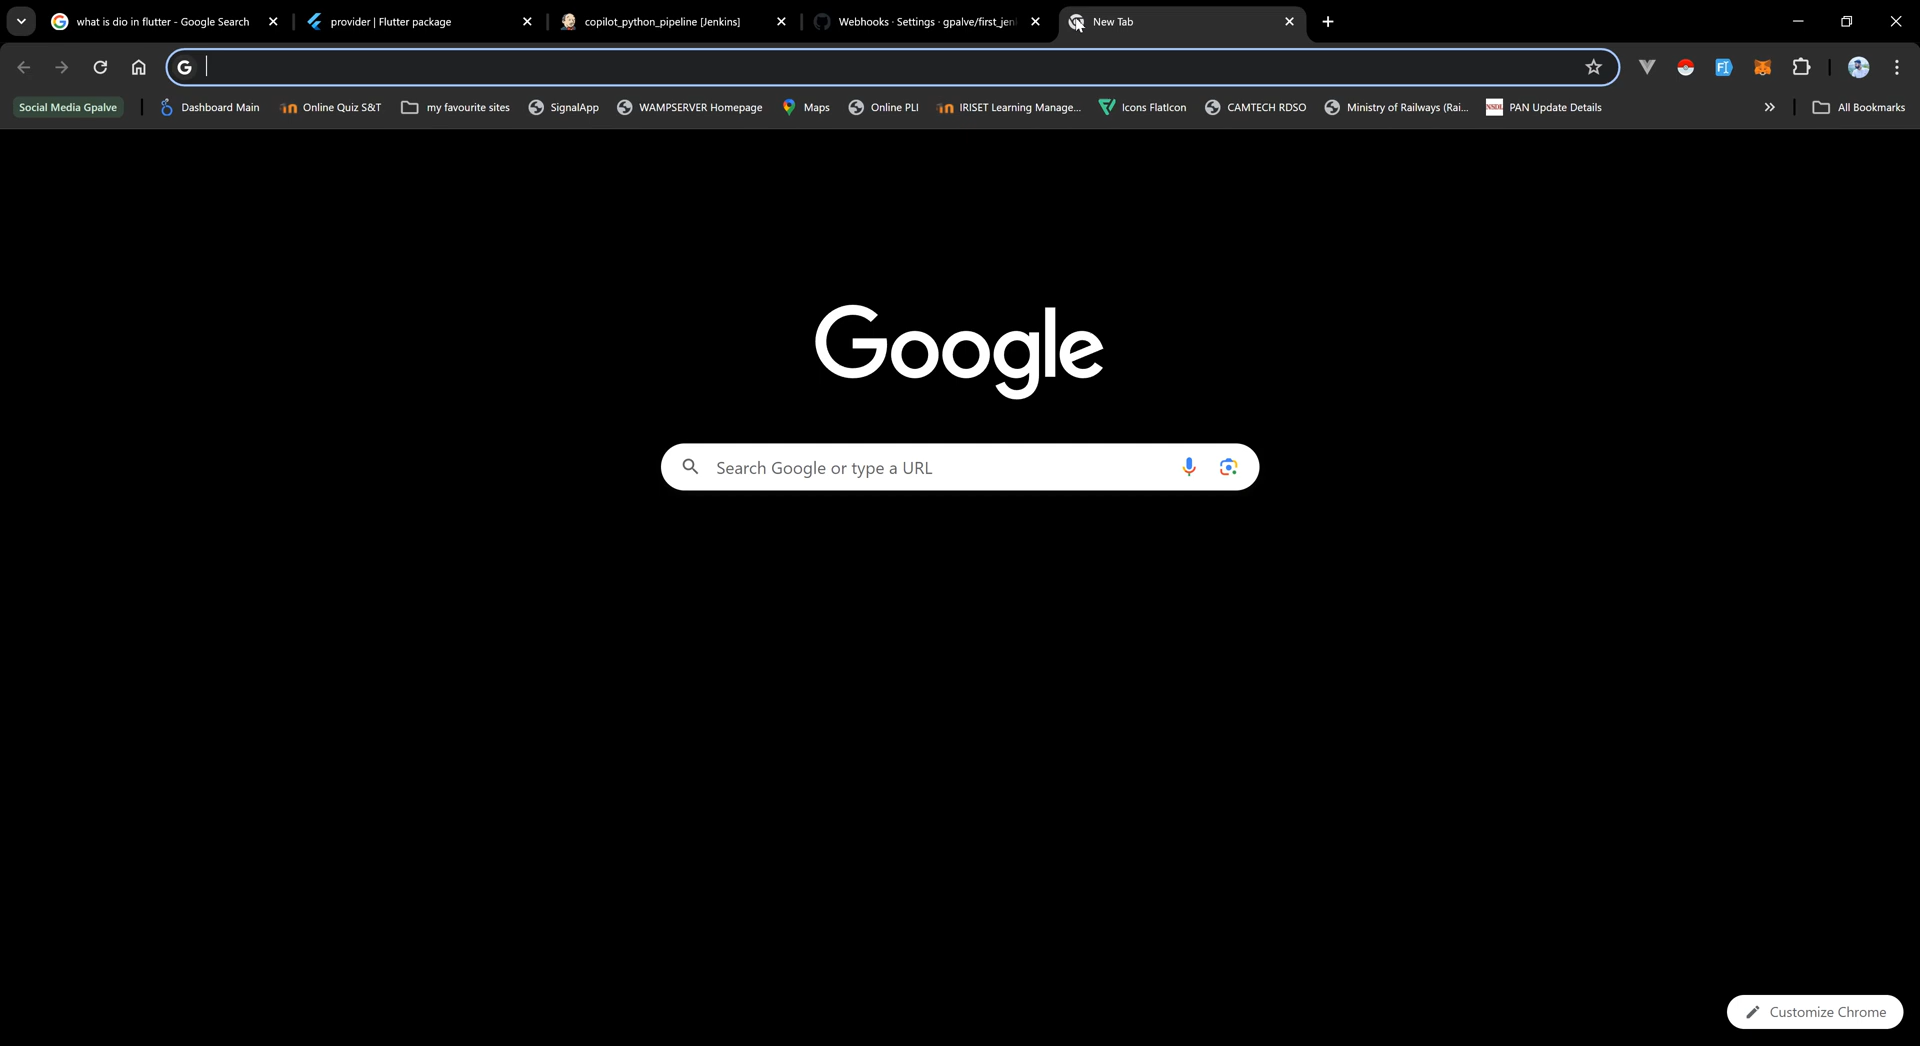 what is dio in flutter - Google Search
provider | Flutter package
copilot_python_pipeline [Jenkins]
Webhooks · Settings · gpalve/first_jen
New Tab
Social Media Gpalve
Dashboard Main
Online Quiz S&T
my favourite sites
SignalApp
WAMPSERVER Homepage
Maps
Online PLI
IRISET Learning Manage...
Icons FlatIcon
CAMTECH RDSO
Ministry of Railways (Rai...
NSDL
PAN Update Details
All Bookmarks
Google
Search Google or type a URL
Customize Chrome